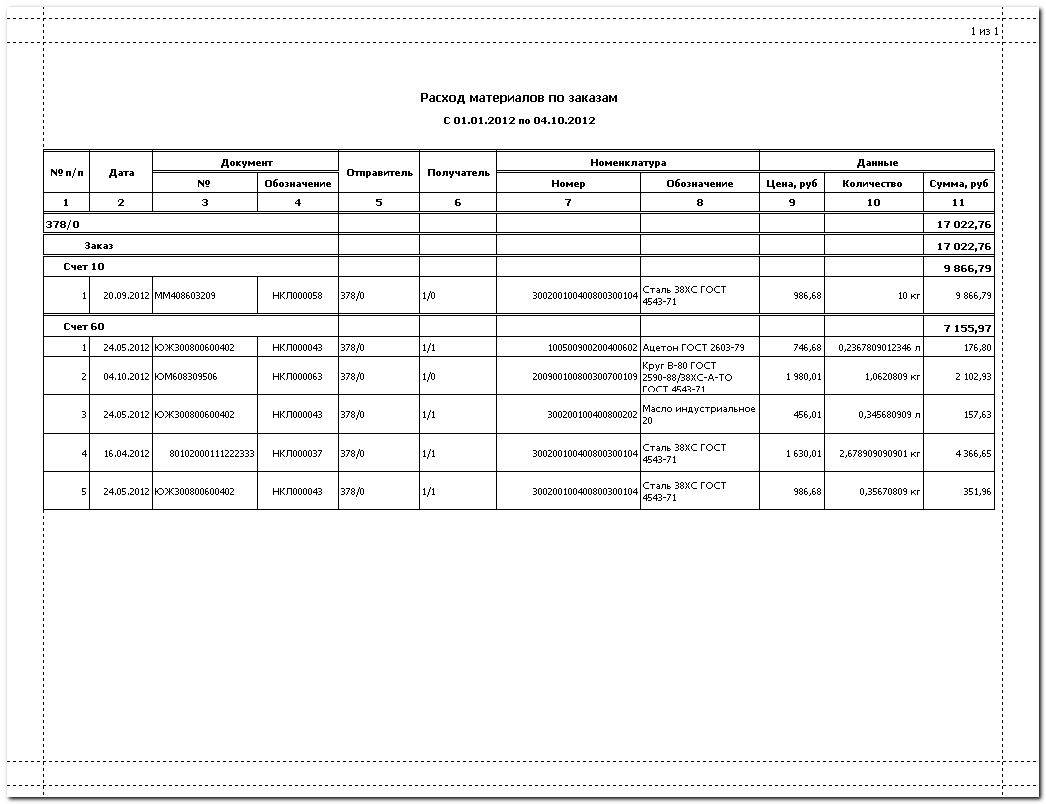 1 из 1
Расход материалов по заказам
С 01.01.2012 по 04.10.2012
№ п/п Дата Документ Отправитель Получатель Номенклатура Данные
№ Обозначение Номер Обозначение Цена, руб Количество Сумма, руб
1 2 3 4 5 6 7 8 9 10 11
378/0 17 022,76
Заказ 17 022,76
Счет 10 9 866,79
1 20.09.2012 ММ408603209 НКЛ000058 378/0 1/0 300200100400800300104 Сталь 38ХС ГОСТ 986,68 10 кг 9 866,79
4543-71
Счет 60 7 155,97
1 24.05.2012 ЮЖ300800600402 НКЛ000043 378/0 1/1 100500900200400602 Ацетон ГОСТ 2603-79 746,68 0,2367809012346 л 176,80
2 04.10.2012 ЮМ608309506 НКЛ000063 378/0 1/0 200900100800300700109 Круг В-80 ГОСТ 1 980,01 1,0620809 кг 2 102,93
2590-88/38ХС-А-ТО
ГОСТ 4543-71
3 24.05.2012 ЮЖ300800600402 НКЛ000043 378/0 1/1 300200100400800202 Масло индустриальное 456,01 0,345680909 л 157,63
20
4 16.04.2012 80102000111222333 НКЛ000037 378/0 1/1 300200100400800300104 Сталь 38ХС ГОСТ 1 630,01 2,678909090901 кг 4 366,65
4543-71
5 24.05.2012 ЮЖ300800600402 НКЛ000043 378/0 1/1 300200100400800300104 Сталь 38ХС ГОСТ 986,68 0,35670809 кг 351,96
4543-71